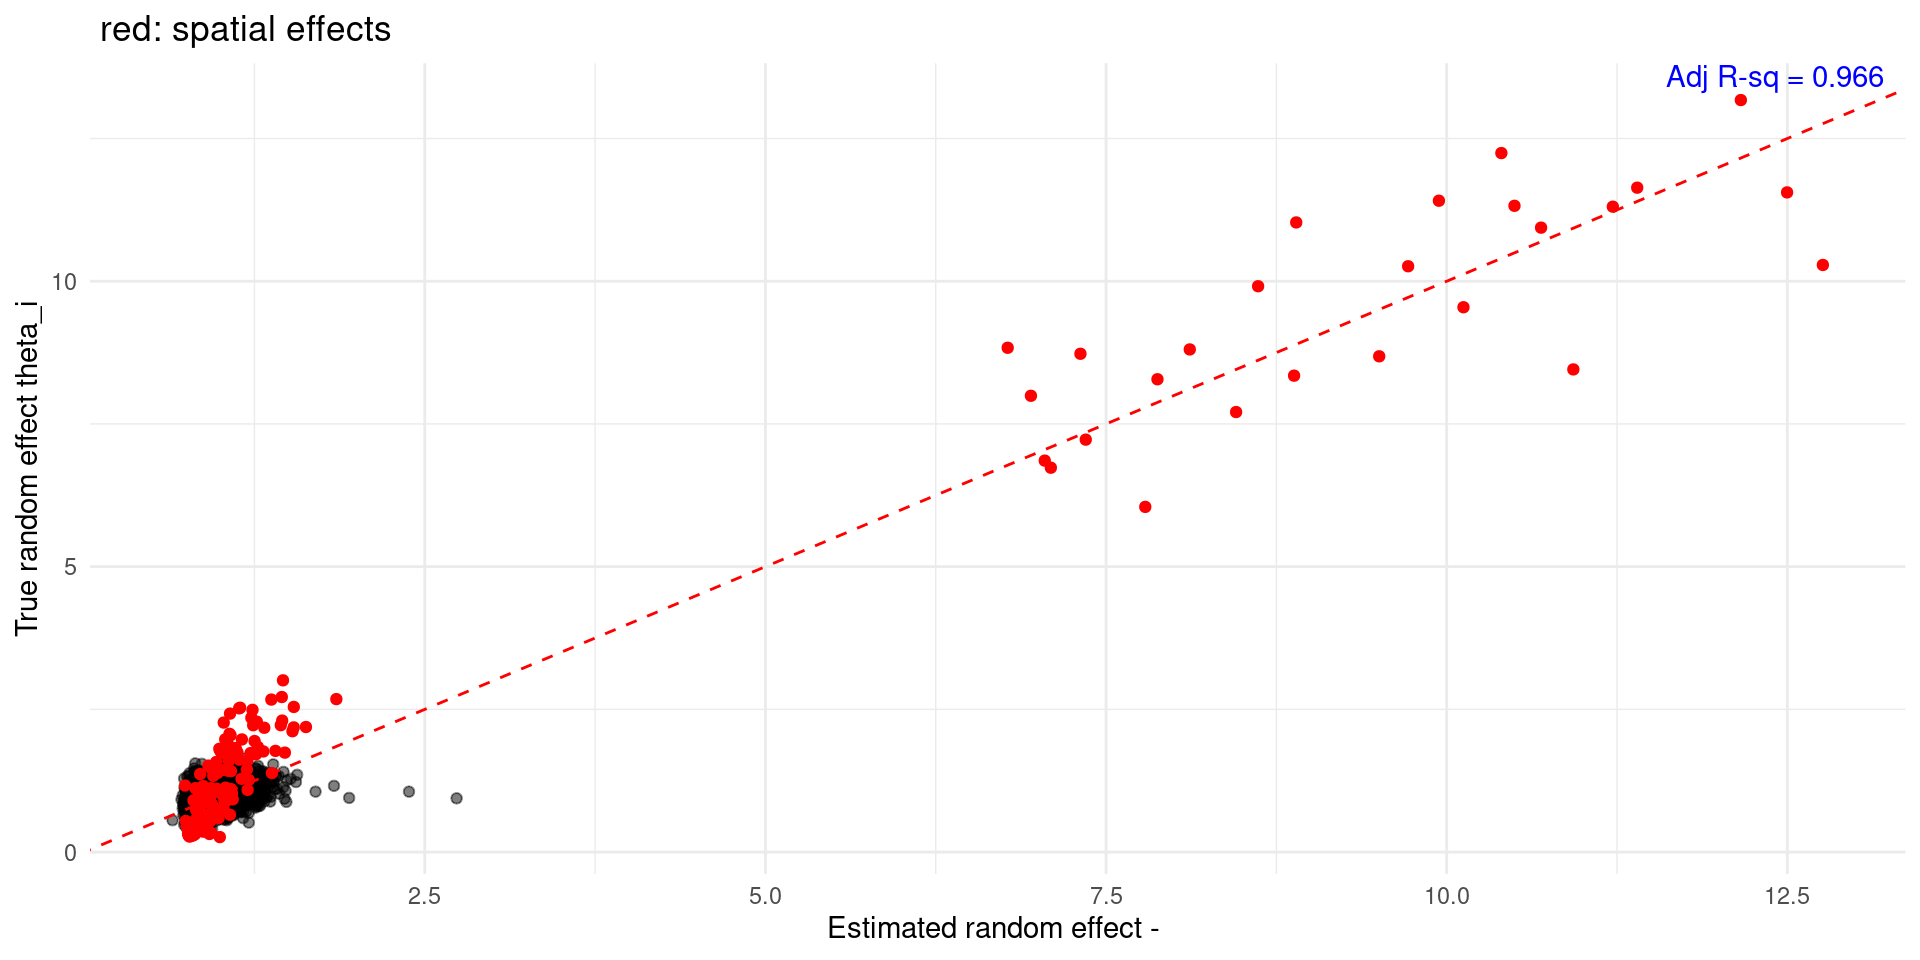 red: spatial effects
Adj R-sq = 0.966
True random effect theta_i
10
5
0
2.5
5.0
7.5
10.0
12.5
Estimated random effect -